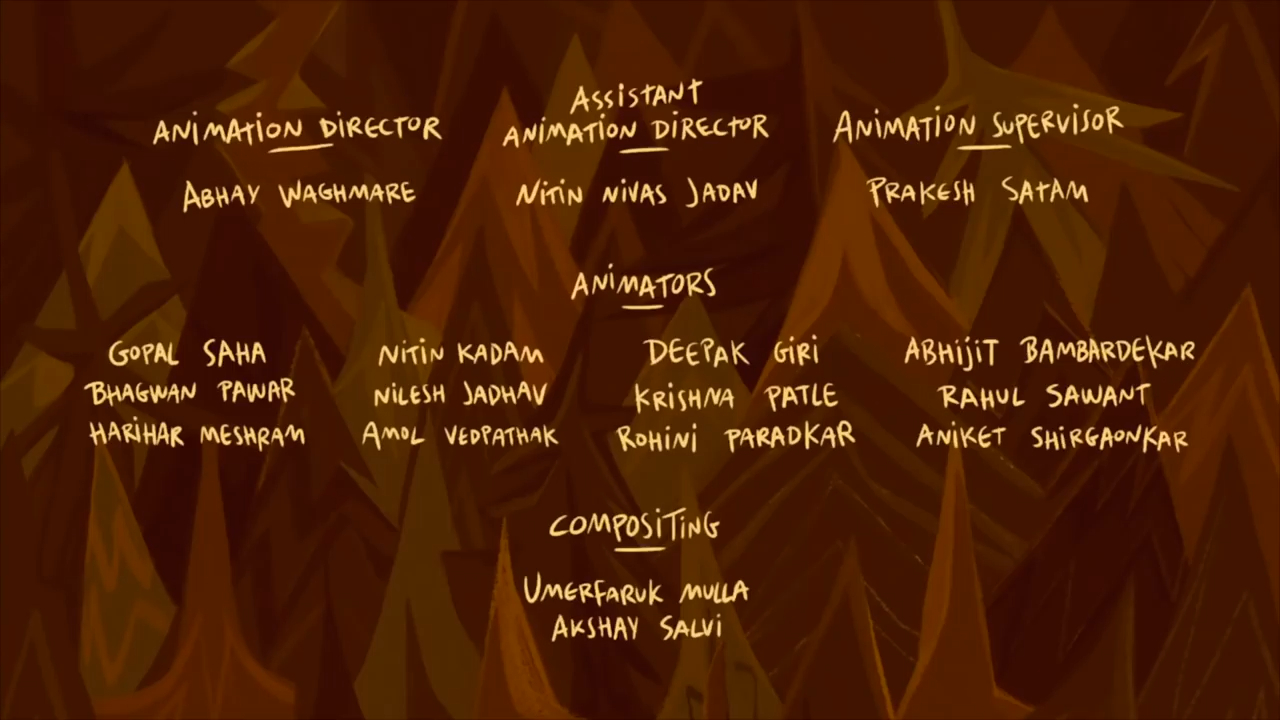 ANIMATION DIRECTOR
ABHAY WAGHMARE
ASSISTANT
ANIMATION DIRECTOR
NITIN NIVAS JADAV
ANIMATION SUPERVISOR
PRAKESH SATAM
ANIMATORS
GOPAL SAHA
BHAGWAN PAWAR
HARIHAR MESHRAM
NITIN KADAM
NILESH JADHAV
AMOL VEDPATHAK
DEEPAK GIRI
KRISHNA PATLE
ROHINI PARADKAR
ABHIJIT BAMBARDEKAR
RAHUL SAWANT
ANIKET SHIRGAONKAR
COMPOSITING
UMERFARUK MULLA
AKSHAY SALVI